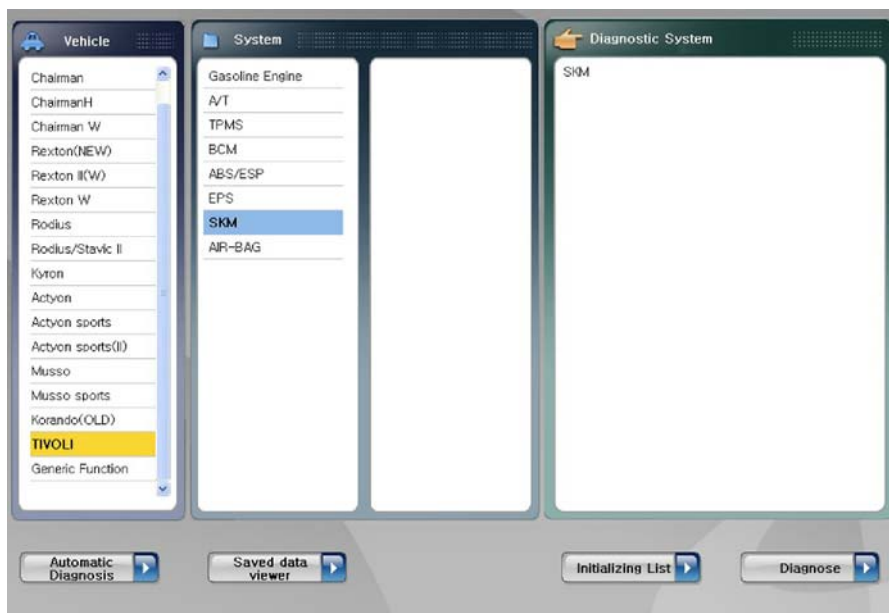 Vehicle
Chairman
ChairmanH
Chairman W
Rexton(NEW)
Rexton II(W)
Rexton W
Rodius
Rodius/Stavic II
Kyron
Actyon
Actyon sports
Actyon sports(II)
Musso
Musso sports
Korando(OLD)
TIVOLI
Generic Function
System
Gasoline Engine
A/T
TPMS
BCM
ABS/ESP
EPS
SKM
AIR-BAG
Diagnostic System
SKM
Automatic
Diagnosis
Saved data
viewer
Initializing List
Diagnose